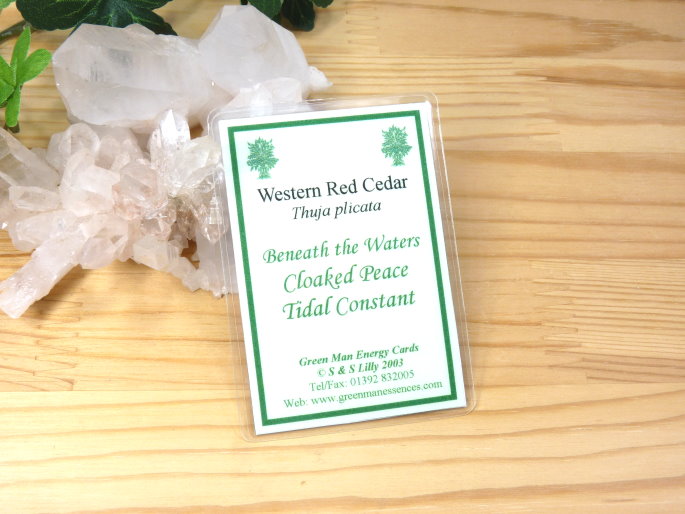 Western Red Cedar
Thuja plicata
Beneath the Waters
Cloaked Peace
Tidal Constant
Green Man Energy Cards
© S & S Lilly 2003
Tel/Fax: 01392 832005
Web: www.greenmanessences.com